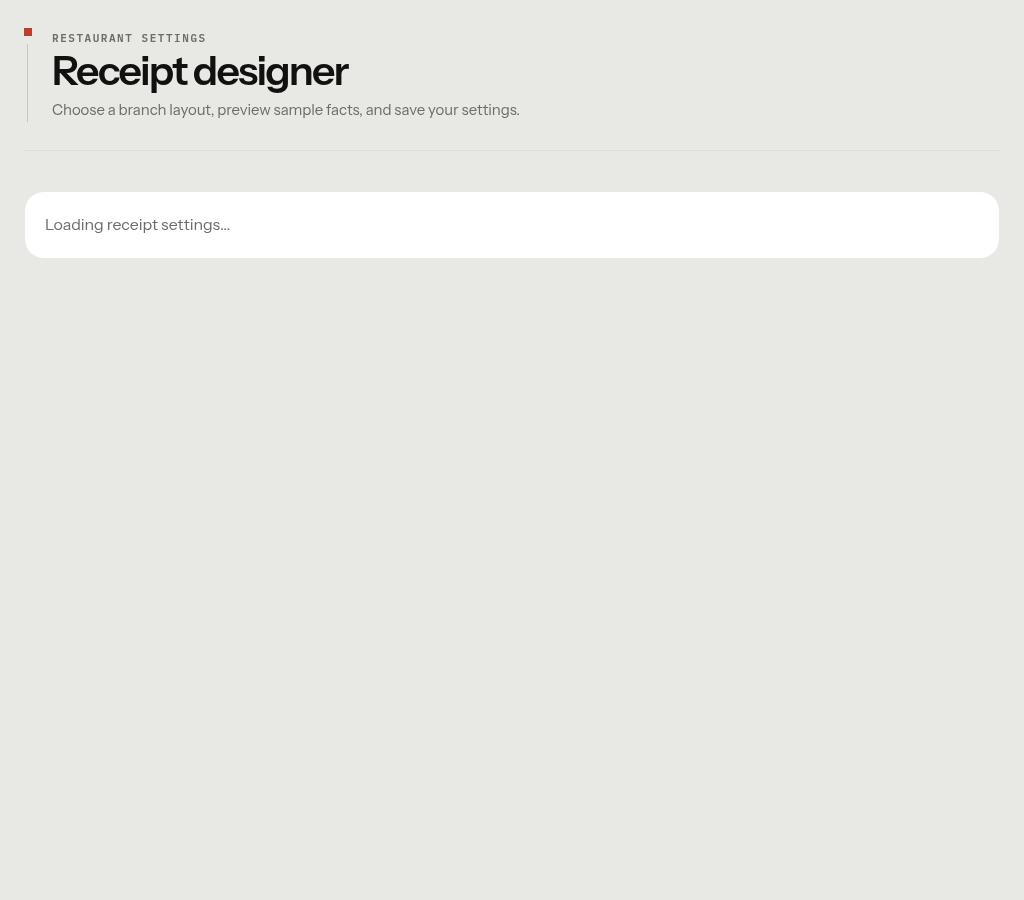 RESTAURANT SETTINGS
Receipt designer
Choose a branch layout, preview sample facts, and save your settings.
Loading receipt settings...